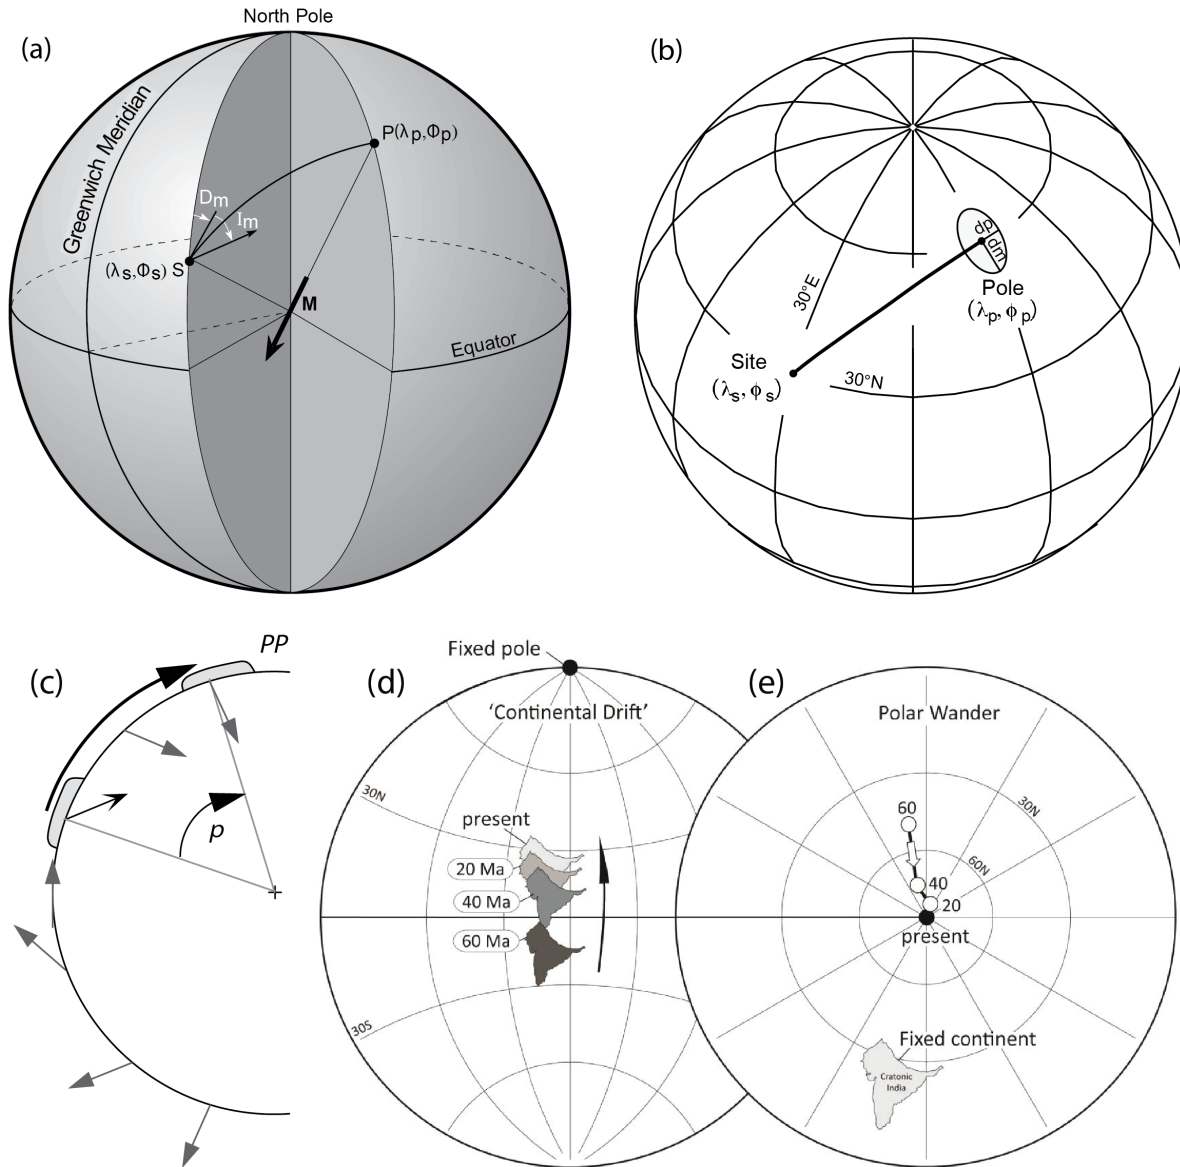 (a)
North Pole
Greenwich Meridian
P(λp,Φp)
Dm
Im
(λs,Φs) S
M
Equator
(b)
30°E
dp
dm
Pole
(λp, ϕp)
Site
(λs, ϕs)
30°N
(c)
PP
p
(d)
Fixed pole
'Continental Drift'
30N
present
20 Ma
40 Ma
60 Ma
30S
(e)
Polar Wander
60
30N
60N
40
20
present
Fixed continent
Cratonic
India